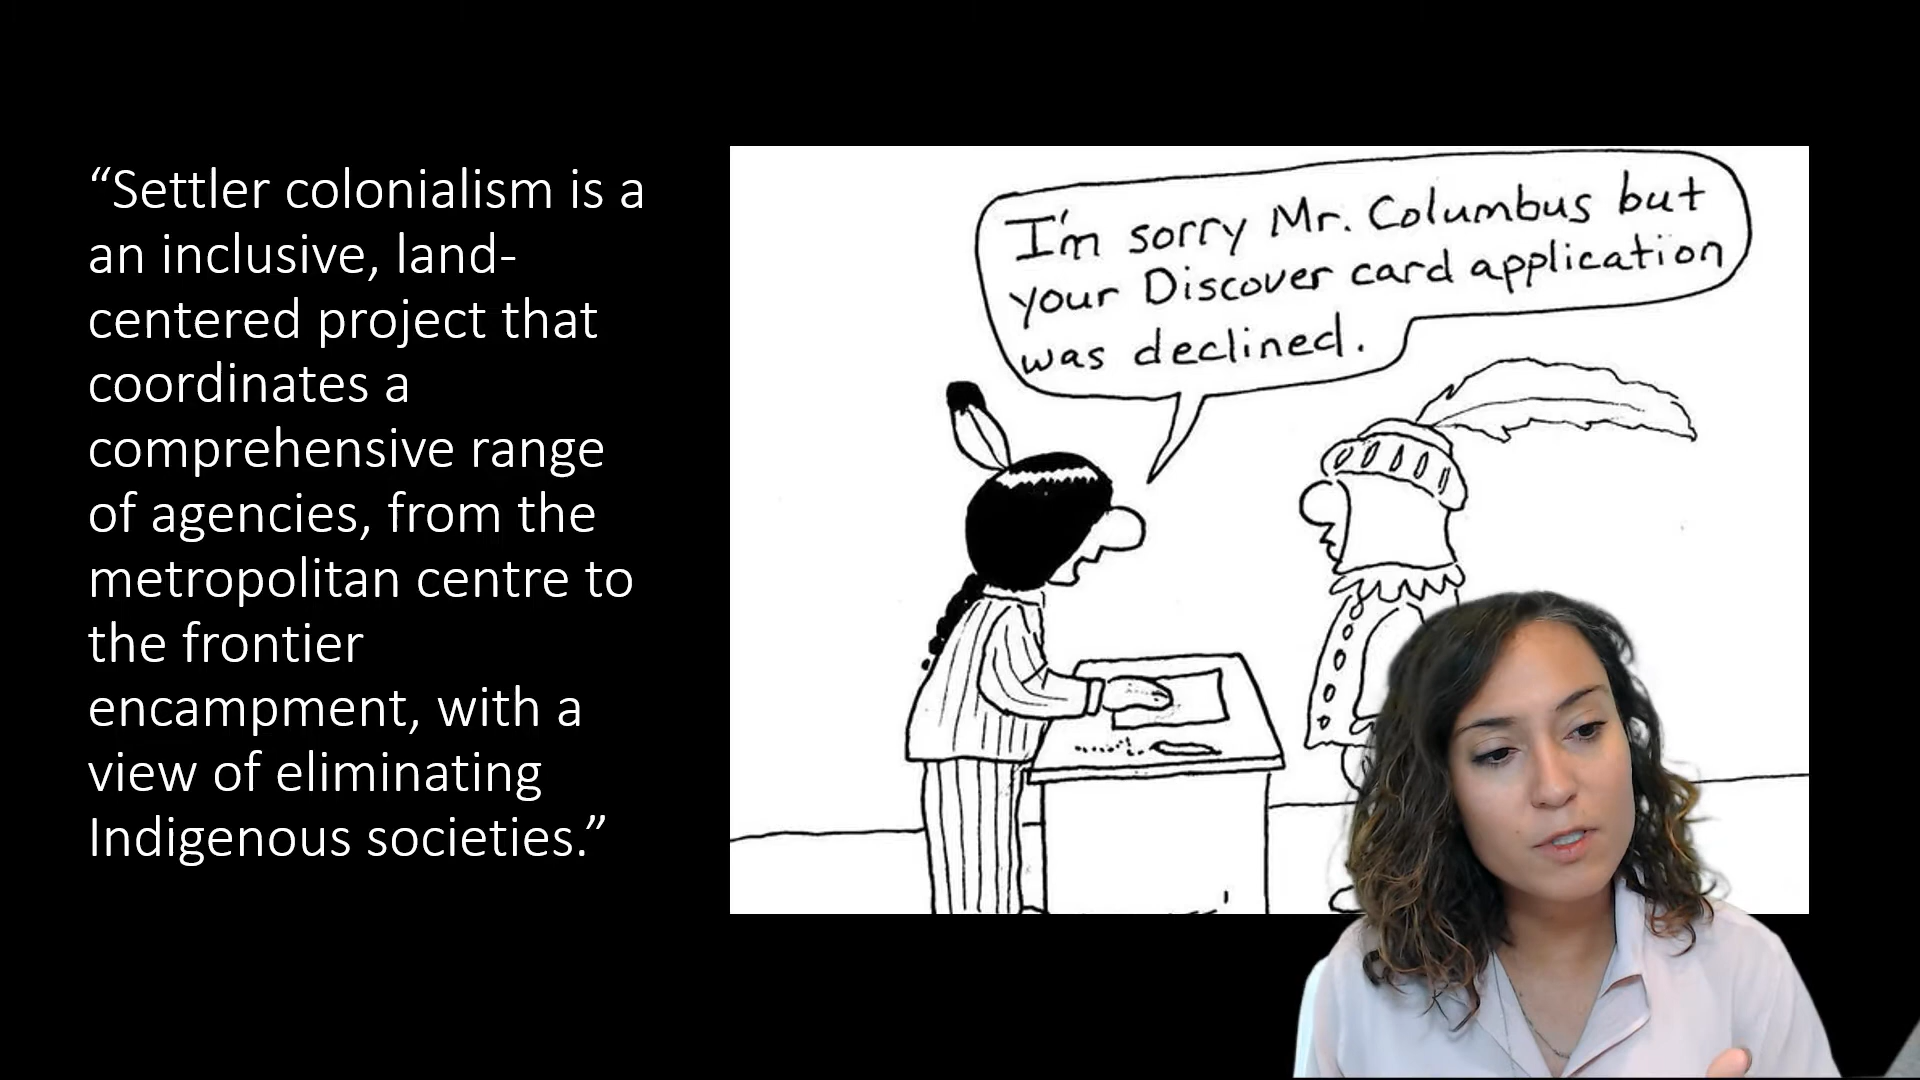 “Settler colonialism is a
an inclusive, land-
centered project that
coordinates a
comprehensive range
of agencies, from the
metropolitan centre to
the frontier
encampment, with a
view of eliminating
Indigenous societies.”
I'm sorry Mr. Columbus but
your Discover card application
was declined.